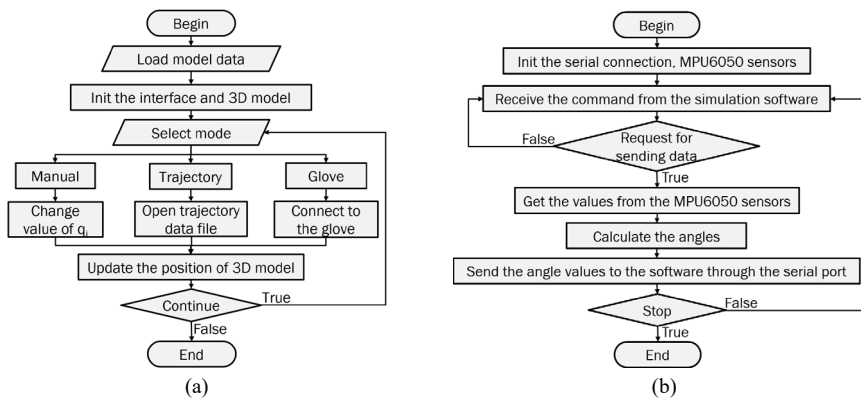 Begin
Load model data
Init the interface and 3D model
Select mode
Manual
Trajectory
Glove
Change
value of qᵢ
Open trajectory
data file
Connect to
the glove
Update the position of 3D model
Continue
True
False
End
(a)
Begin
Init the serial connection, MPU6050 sensors
Receive the command from the simulation software
False
Request for
sending data
True
Get the values from the MPU6050 sensors
Calculate the angles
Send the angle values to the software through the serial port
Stop
False
True
End
(b)